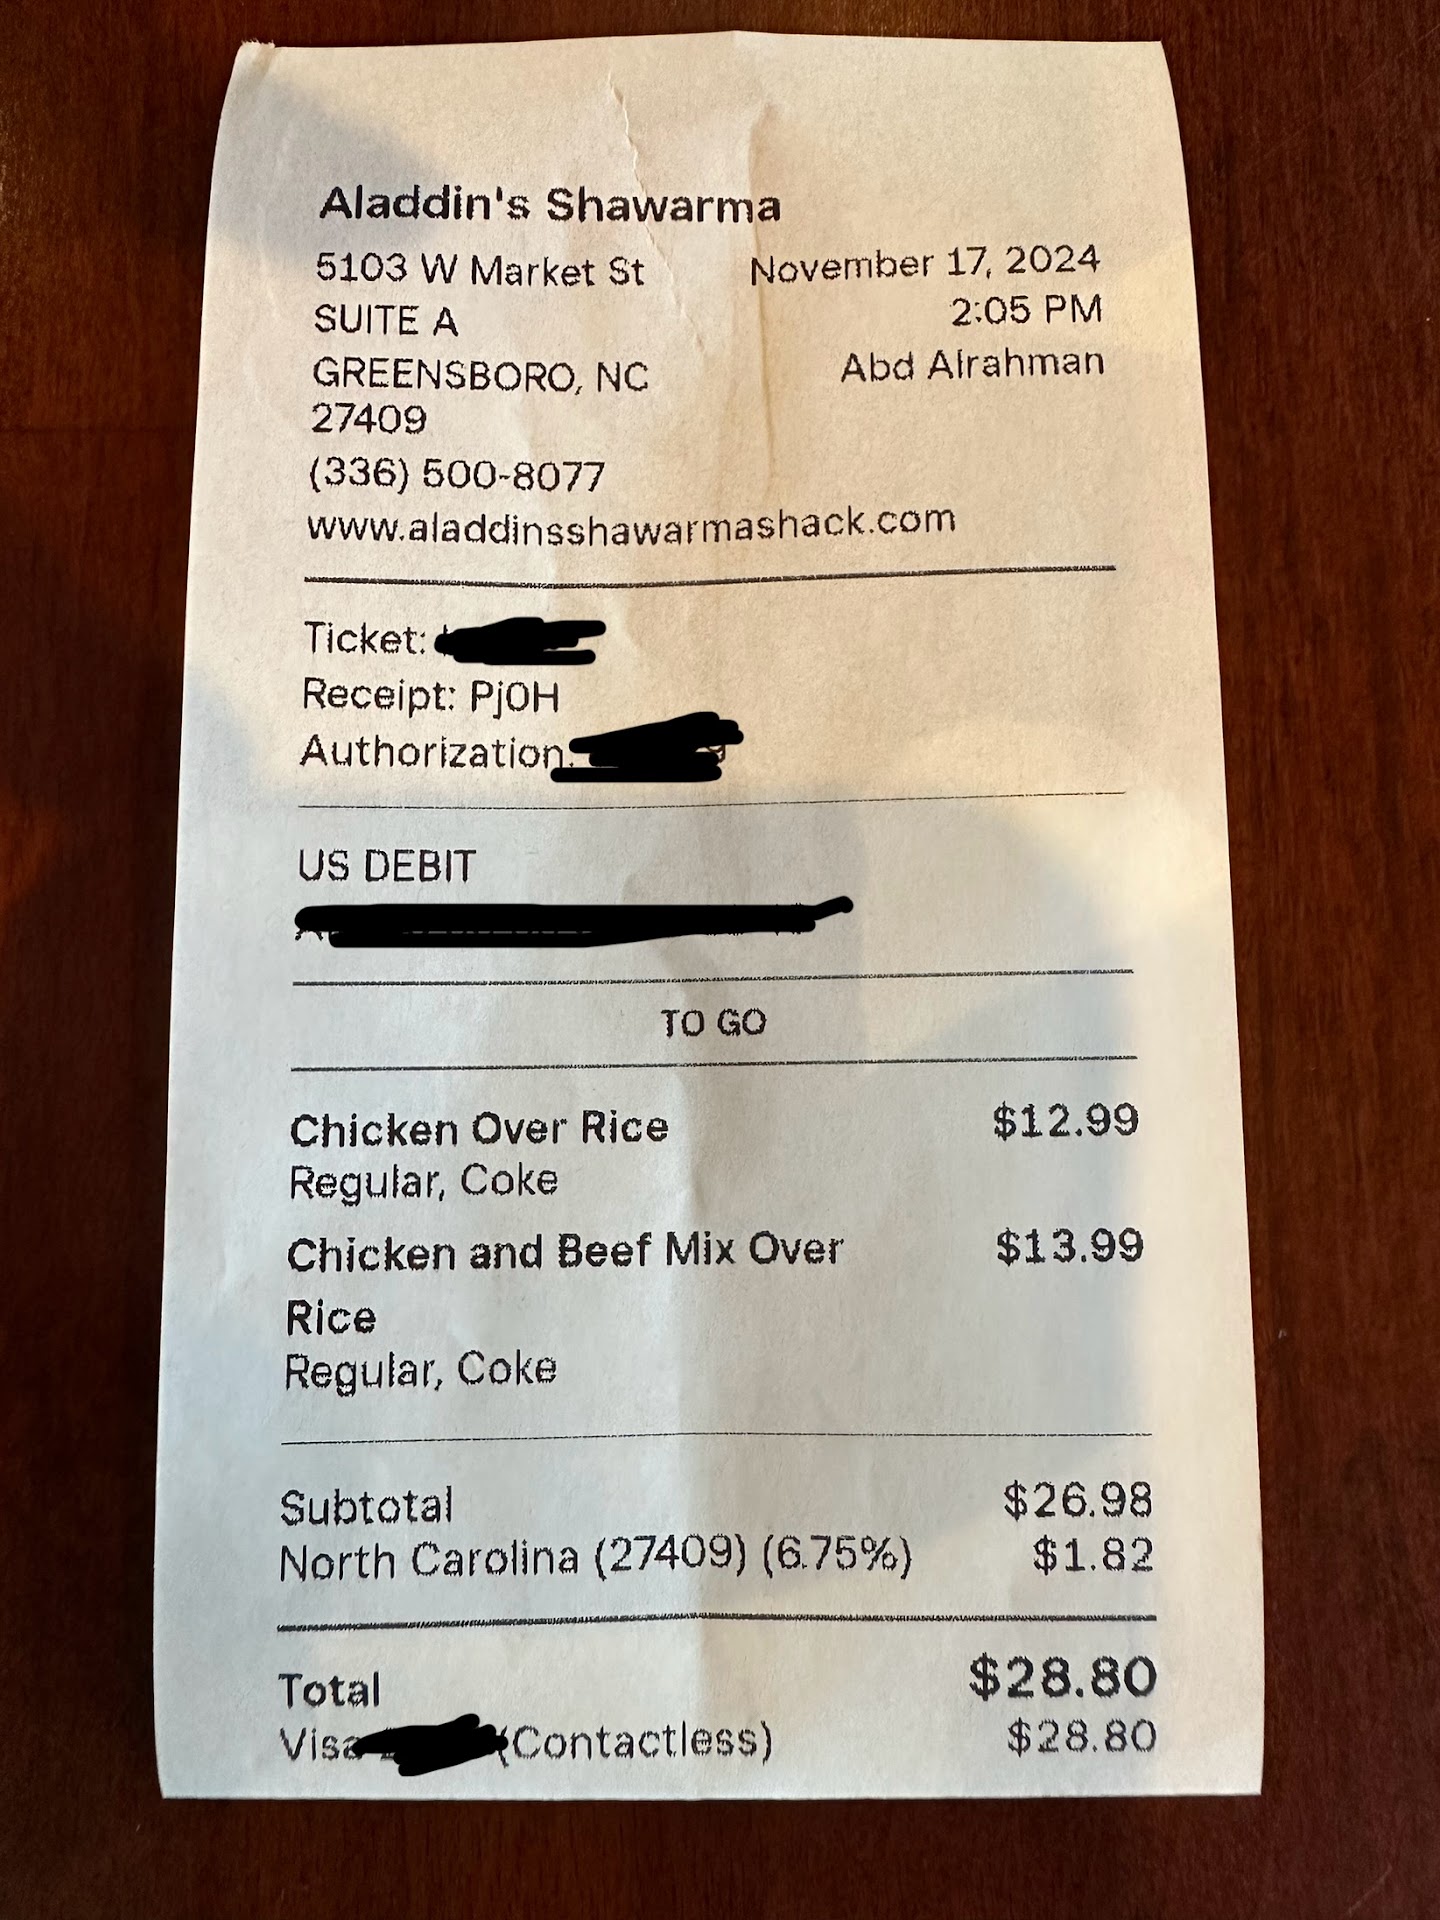 Aladdin's Shawarma
5103 W Market St
SUITE A
GREENSBORO, NC
27409
(336) 500-8077
www.aladdinsshawarmashack.com
November 17, 2024
2:05 PM
Abd Alrahman
Ticket:
Receipt: Pj0H
Authorization:
US DEBIT
TO GO
Chicken Over Rice $12.99
Regular, Coke
Chicken and Beef Mix Over $13.99
Rice
Regular, Coke
Subtotal $26.98
North Carolina (27409) (6.75%) $1.82
Total $28.80
Visa (Contactless) $28.80